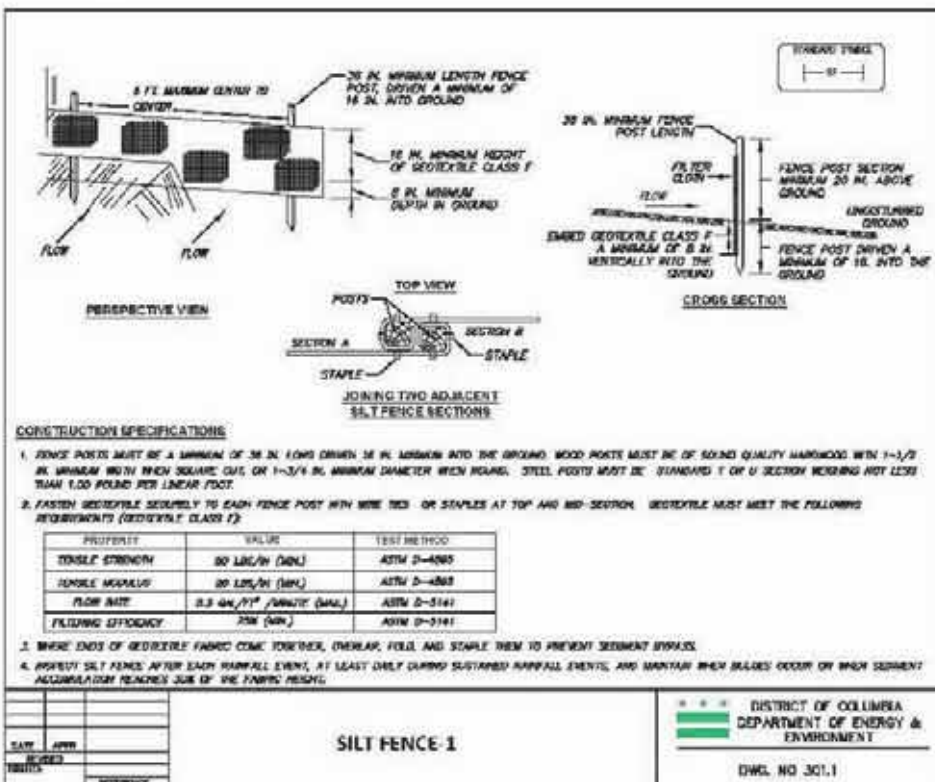 STANDARD SYMBOL
SF
CENTER TO
CENTER
36 IN. MINIMUM LENGTH FENCE
POST, DRIVEN A MINIMUM OF
16 IN. INTO GROUND
16 IN. MINIMUM HEIGHT
OF GEOTEXTILE CLASS F
8 IN. MINIMUM
DEPTH IN GROUND
FLOW
FLOW
PERSPECTIVE VIEW
36 IN. MINIMUM FENCE
POST LENGTH
FILTER
CLOTH
FLOW
FENCE POST SECTION
MINIMUM 20 IN. ABOVE
GROUND
UNDISTURBED
GROUND
EMBED GEOTEXTILE CLASS F
A MINIMUM OF 8 IN.
VERTICALLY INTO THE
GROUND
FENCE POST DRIVEN A
MINIMUM OF 16. INTO THE
GROUND
CROSS SECTION
TOP VIEW
POSTS
SECTION A
SECTION B
STAPLE
STAPLE
JOINING TWO ADJACENT
SILT FENCE SECTIONS
CONSTRUCTION SPECIFICATIONS
1. FENCE POSTS MUST BE A MINIMUM OF 36 IN. LONG DRIVEN 16 IN. MINIMUM INTO THE GROUND. WOOD POSTS MUST BE OF SOUND QUALITY HARDWOOD WITH 1-1/2
IN. MINIMUM WIDTH WHEN SQUARE CUT, OR 1-3/4 IN. MINIMUM DIAMETER WHEN ROUND. STEEL POSTS MUST BE STANDARD T OR U SECTION WEIGHING NOT LESS
THAN 1.00 POUND PER LINEAR FOOT.
2. FASTEN GEOTEXTILE SECURELY TO EACH FENCE POST WITH WIRE TIES OR STAPLES AT TOP AND MID-SECTION. GEOTEXTILE MUST MEET THE FOLLOWING
REQUIREMENTS (GEOTEXTILE CLASS F):
PROPERTY VALUE TEST METHOD
TENSILE STRENGTH LBS/IN (MIN.) ASTM D-4595
TENSILE MODULUS LBS/IN (MIN.) ASTM D-4595
FLOW RATE 0.3 GAL/FT² /MINUTE (MAX.) ASTM D-5141
FILTERING EFFICIENCY 75% (MIN.) ASTM D-5141
3. WHERE ENDS OF GEOTEXTILE FABRIC COME TOGETHER, OVERLAP, FOLD, AND STAPLE THEM TO PREVENT SEDIMENT BYPASS.
4. INSPECT SILT FENCE AFTER EACH RAINFALL EVENT, AT LEAST DAILY DURING SUSTAINED RAINFALL EVENTS, AND MAINTAIN WHEN BULGES OCCUR OR WHEN SEDIMENT
ACCUMULATION REACHES OF THE FABRIC HEIGHT.
DATE APPR
REVISED
SILT FENCE-1
DISTRICT OF COLUMBIA
DEPARTMENT OF ENERGY &
ENVIRONMENT
DWG. NO 301.1